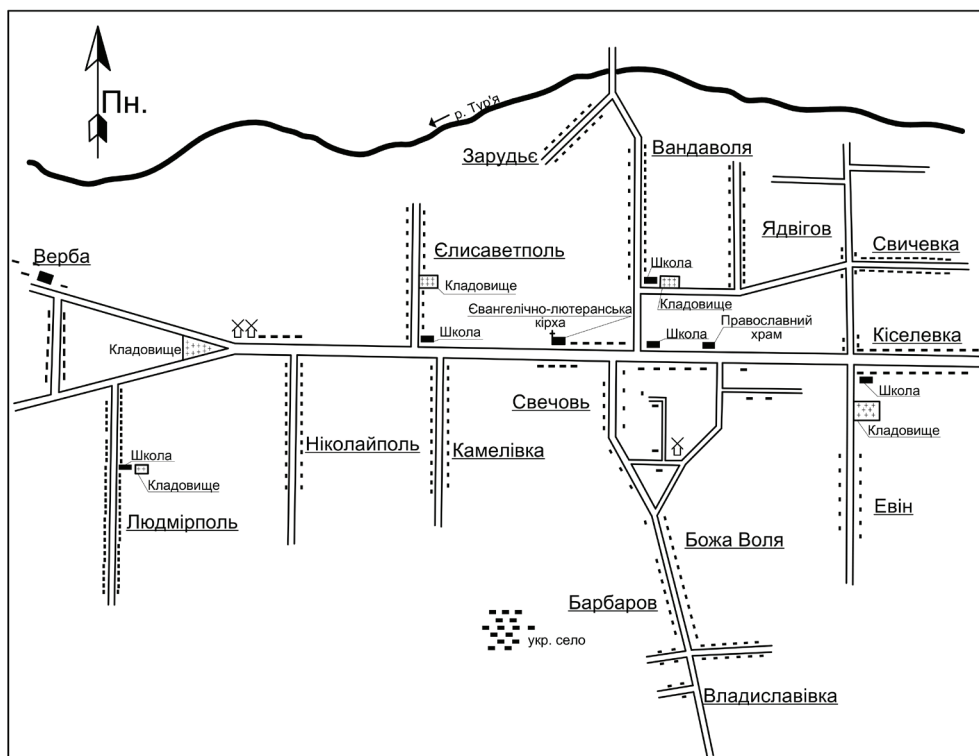 Пн.
р. Тур'я
Зарудьє
Вандаволя
Ядвігов
Свичевка
Верба
Єлисаветполь
Кладовище
Школа
Школа
Кладовище
Євангелічно-лютеранська
кірха
Школа
Православний
храм
Кладовище
Кіселевка
Школа
Кладовище
Свечовь
Ніколайполь
Камелівка
Школа
Кладовище
Людмірполь
Евін
Божа Воля
Барбаров
укр. село
Владиславівка